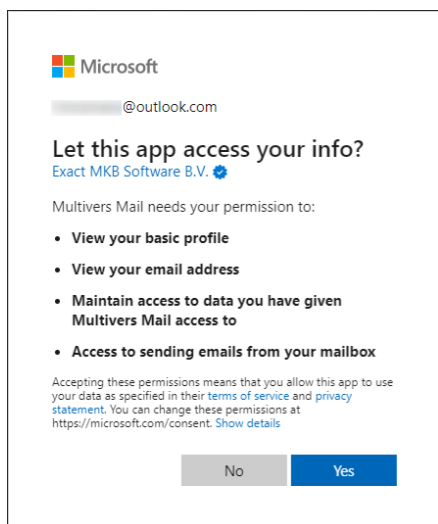 Microsoft
@outlook.com
Let this app access your info?
Exact MKB Software B.V.
Multivers Mail needs your permission to:
• View your basic profile
• View your email address
• Maintain access to data you have given
Multivers Mail access to
• Access to sending emails from your mailbox
Accepting these permissions means that you allow this app to use
your data as specified in their terms of service and privacy
statement. You can change these permissions at
https://microsoft.com/consent. Show details
No
Yes